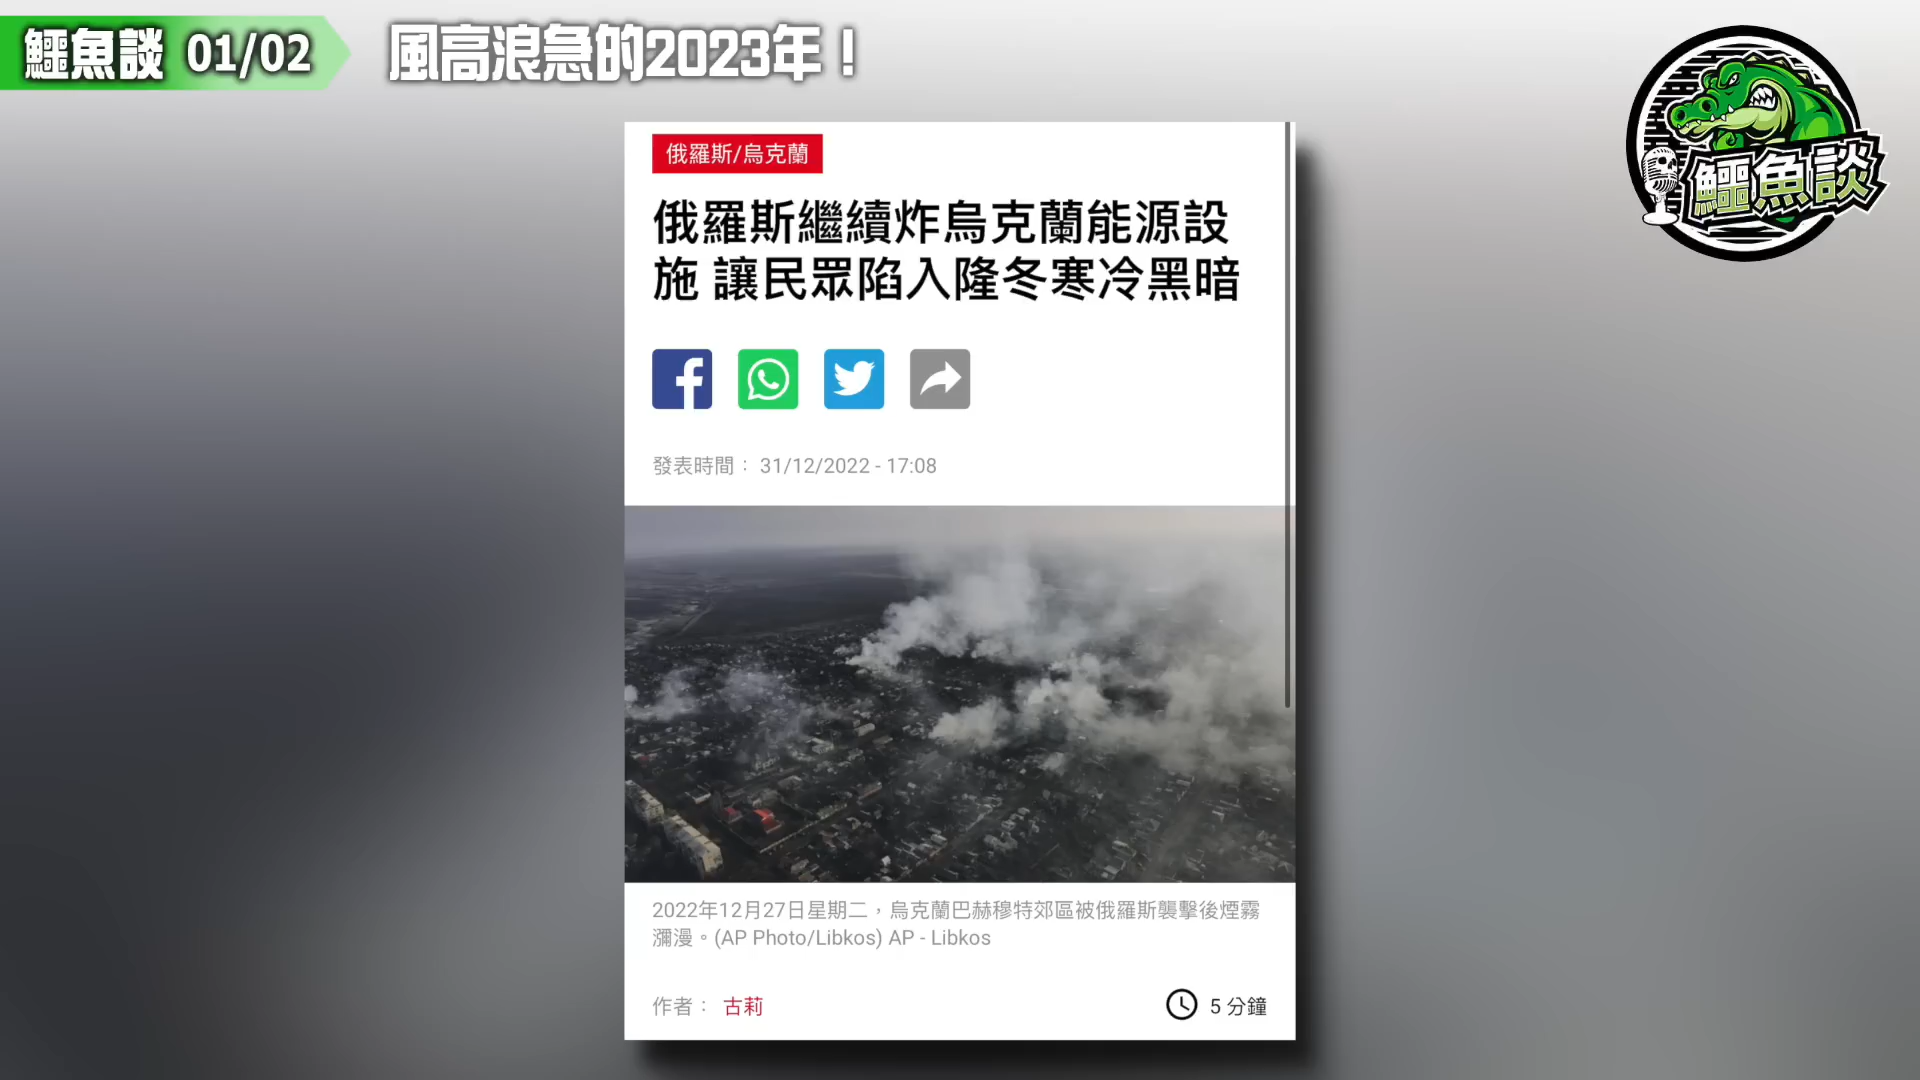 鱷魚談 01/02 風高浪急的2023年！
鱷魚談
俄羅斯/烏克蘭
俄羅斯繼續炸烏克蘭能源設
施 讓民眾陷入隆冬寒冷黑暗
發表時間： 31/12/2022 - 17:08
2022年12月27日星期二，烏克蘭巴赫穆特郊區被俄羅斯襲擊後煙霧
瀰漫。(AP Photo/Libkos) AP - Libkos
作者： 古莉
5 分鐘